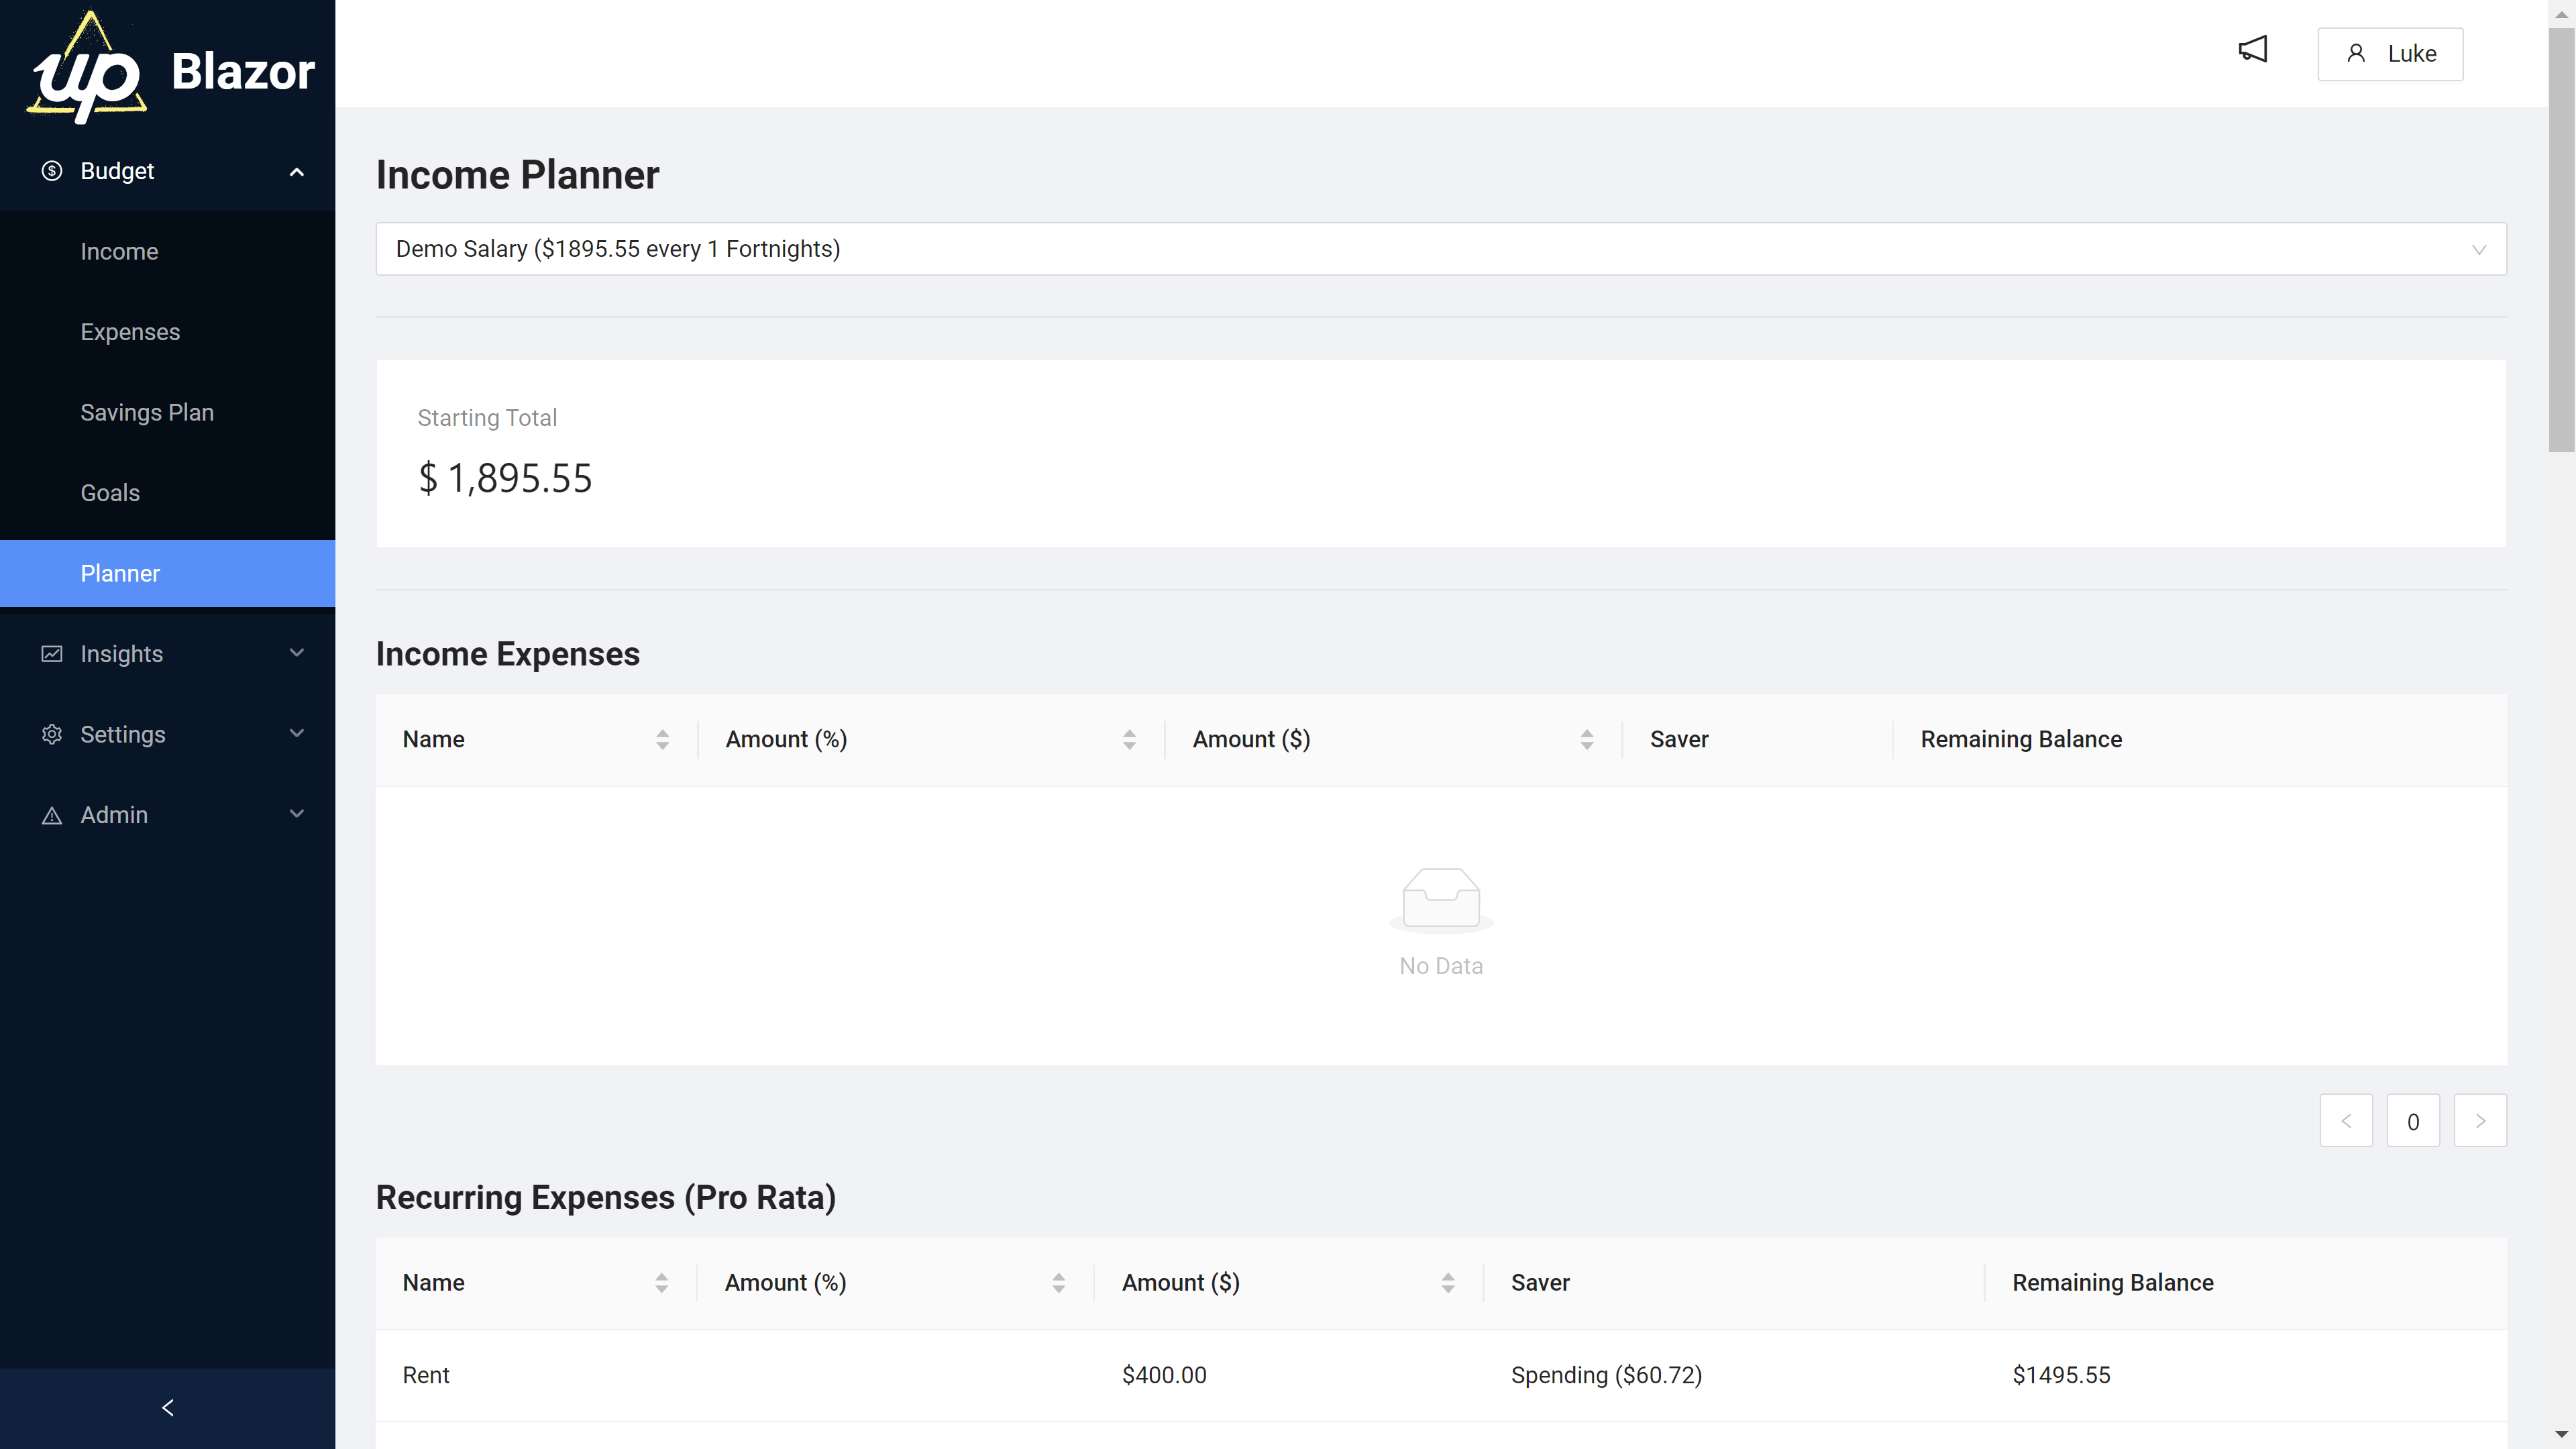 up Blazor
Luke
Budget
Income
Expenses
Savings Plan
Goals
Planner
Insights
Settings
Admin
Income Planner
Demo Salary ($1895.55 every 1 Fortnights)
Starting Total
$ 1,895.55
Income Expenses
Name Amount (%) Amount ($) Saver Remaining Balance
No Data
0
Recurring Expenses (Pro Rata)
Name Amount (%) Amount ($) Saver Remaining Balance
Rent $400.00 Spending ($60.72) $1495.55